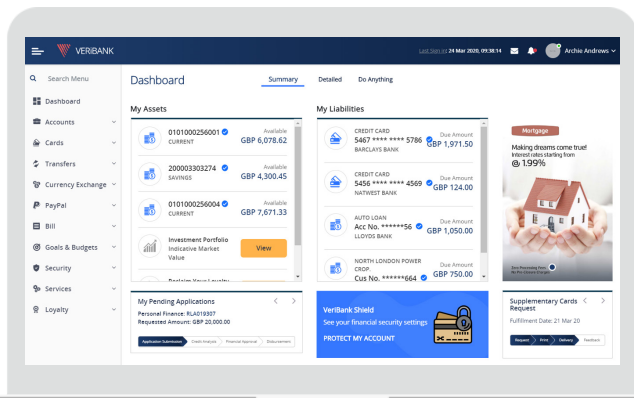 VERIBANK
Last Sign in 24 Mar 2020, 09:38:14
Archie Andrews
Search Menu
Dashboard
Accounts
Cards
Transfers
Currency Exchange
PayPal
Bill
Goals & Budgets
Security
Services
Loyalty
Dashboard
Summary
Detailed
Do Anything
My Assets
0101000256001
CURRENT
Available
GBP 6,078.62
200003303274
SAVINGS
Available
GBP 4,300.45
0101000256004
CURRENT
Available
GBP 7,671.33
Investment Portfolio
Indicative Market
Value
View
My Liabilities
CREDIT CARD
5467 **** **** 5786
BARCLAYS BANK
Due Amount
GBP 1,971.50
CREDIT CARD
5456 **** **** 4569
NATWEST BANK
Due Amount
GBP 124.00
AUTO LOAN
Acc No. ******56
LLOYDS BANK
Due Amount
GBP 1,050.00
NORTH LONDON POWER
CROP
Cus No. ******664
Due Amount
GBP 750.00
Mortgage
Making dreams come true!
Interest rates starting from
@ 1.99%
Zero Processing Fees
No Pre-closure Charges
My Pending Applications
Personal Finance: RLA019307
Requested Amount: GBP 20,000.00
Application Submission
Credit Analysis
Financial Approval
Disbursement
VeriBank Shield
See your financial security settings
PROTECT MY ACCOUNT
Supplementary Cards
Request
Fulfillment Date: 21 Mar 20
Request
Print
Delivery
Feedback